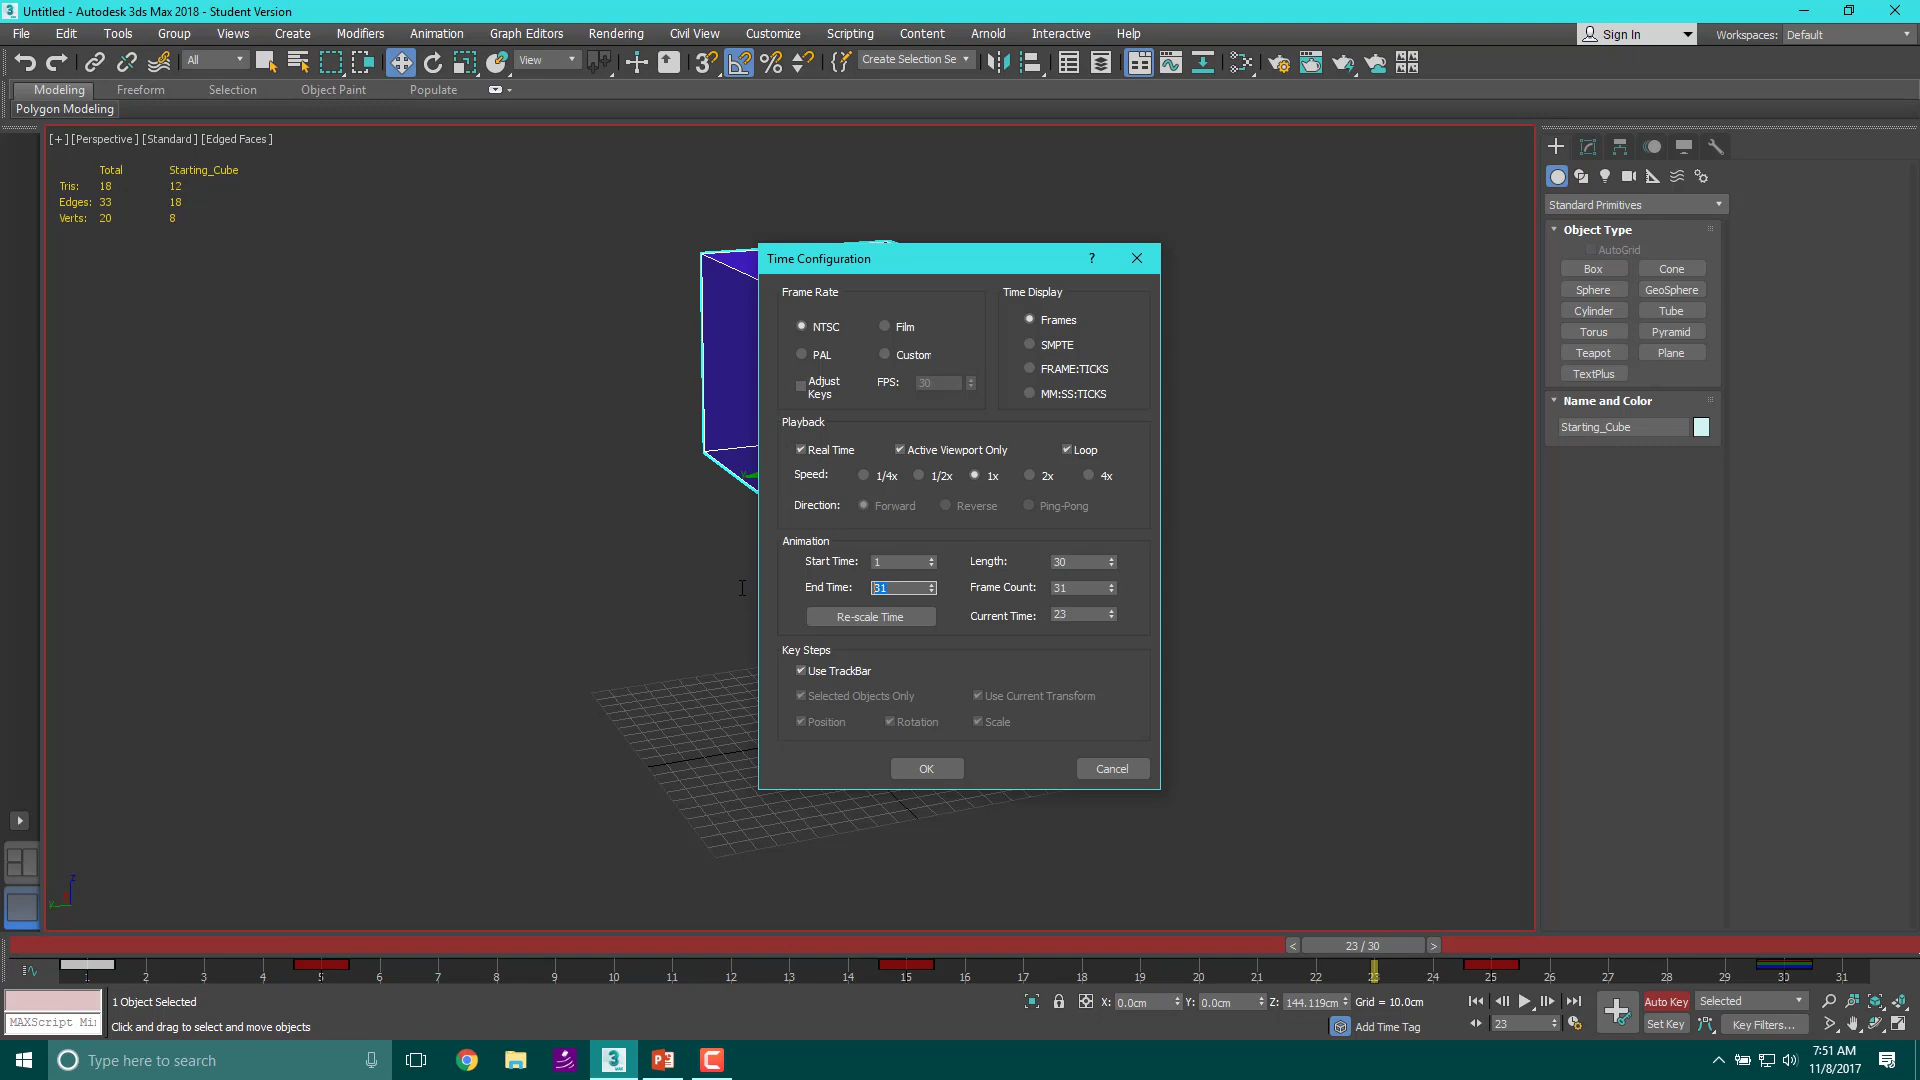 Untitled - Autodesk 3ds Max 2018 - Student Version
File Edit Tools Group Views Create Modifiers Animation Graph Editors Rendering Civil View Customize Scripting Content Arnold Interactive Help Sign In Workspaces: Default
All View Create Selection Se
Modeling Freeform Selection Object Paint Populate
Polygon Modeling
[+] [Perspective] [Standard] [Edged Faces]
Total Starting_Cube
Tris: 18 12
Edges: 33 18
Verts: 20 8
Time Configuration ?
Frame Rate Time Display
NTSC Film Frames
PAL Custom SMPTE
Adjust Keys FPS: 30 FRAME:TICKS
MM:SS:TICKS
Playback
Real Time Active Viewport Only Loop
Speed: 1/4x 1/2x 1x 2x 4x
Direction: Forward Reverse Ping-Pong
Animation
Start Time: 1 Length: 30
End Time: 31 Frame Count: 31
Re-scale Time Current Time: 23
Key Steps
Use TrackBar
Selected Objects Only Use Current Transform
Position Rotation Scale
OK Cancel
Standard Primitives
Object Type
AutoGrid
Box Cone
Sphere GeoSphere
Cylinder Tube
Torus Pyramid
Teapot Plane
TextPlus
Name and Color
Starting_Cube
z
y
< 23 / 30 >
1 2 3 4 5 6 7 8 9 10 11 12 13 14 15 16 17 18 19 20 21 22 23 24 25 26 27 28 29 30 31
1 Object Selected X: 0.0cm Y: 0.0cm Z: 144.119cm Grid = 10.0cm Auto Key Selected
MAXScript Mi Click and drag to select and move objects Add Time Tag 23 Set Key Key Filters...
Type here to search
7:51 AM
11/8/2017